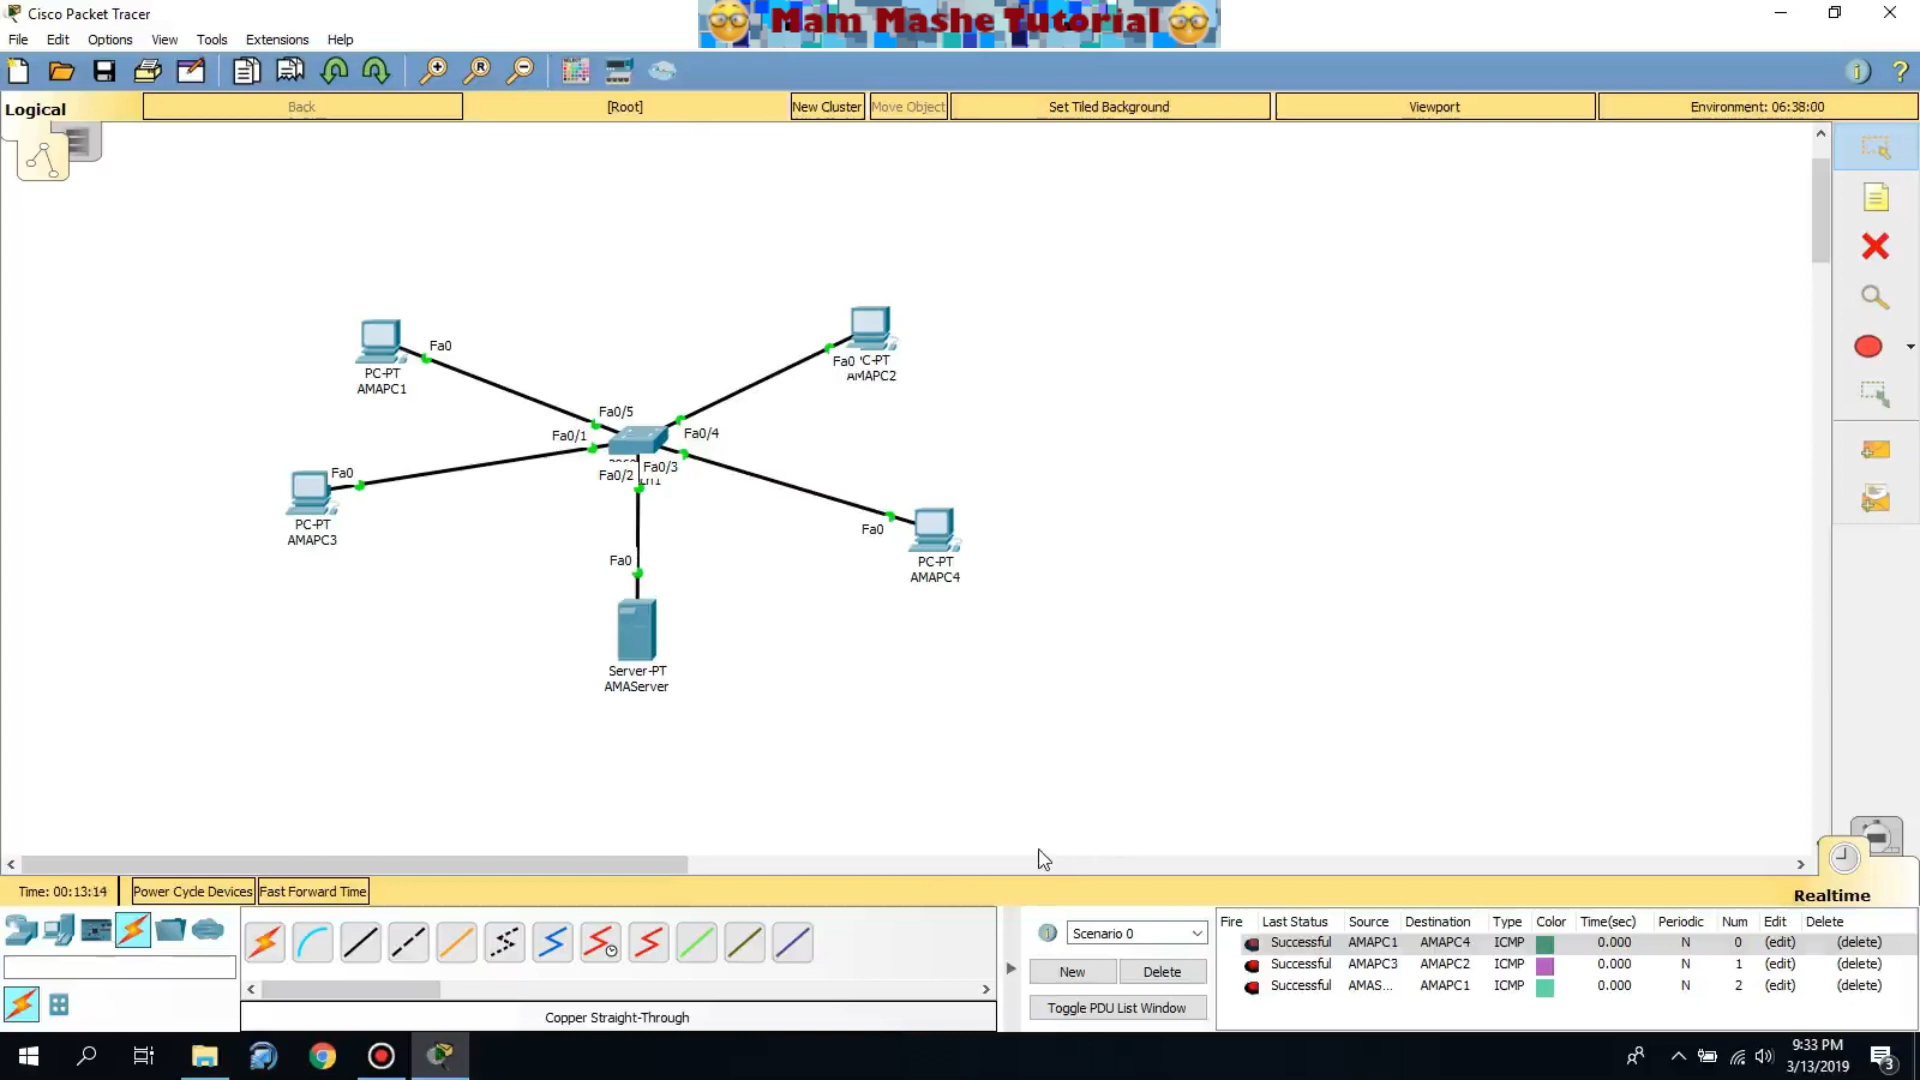 Cisco Packet Tracer
Mam Mashe Tutorial
File Edit Options View Tools Extensions Help
Logical
Back
[Root]
New Cluster
Move Object
Set Tiled Background
Viewport
Environment: 06:38:00
Fa0
PC-PT
AMAPC1
Fa0
C-PT
AMAPC2
Fa0/5
Fa0/1
Fa0/4
Fa0/2
Fa0/3
Fa0
PC-PT
AMAPC3
Fa0
PC-PT
AMAPC4
Fa0
Server-PT
AMAServer
Time: 00:13:14
Power Cycle Devices
Fast Forward Time
Realtime
Scenario 0
New
Delete
Toggle PDU List Window
Copper Straight-Through
Fire Last Status Source Destination Type Color Time(sec) Periodic Num Edit Delete
Successful AMAPC1 AMAPC4 ICMP 0.000 N 0 (edit) (delete)
Successful AMAPC3 AMAPC2 ICMP 0.000 N 1 (edit) (delete)
Successful AMAS... AMAPC1 ICMP 0.000 N 2 (edit) (delete)
9:33 PM
3/13/2019
3